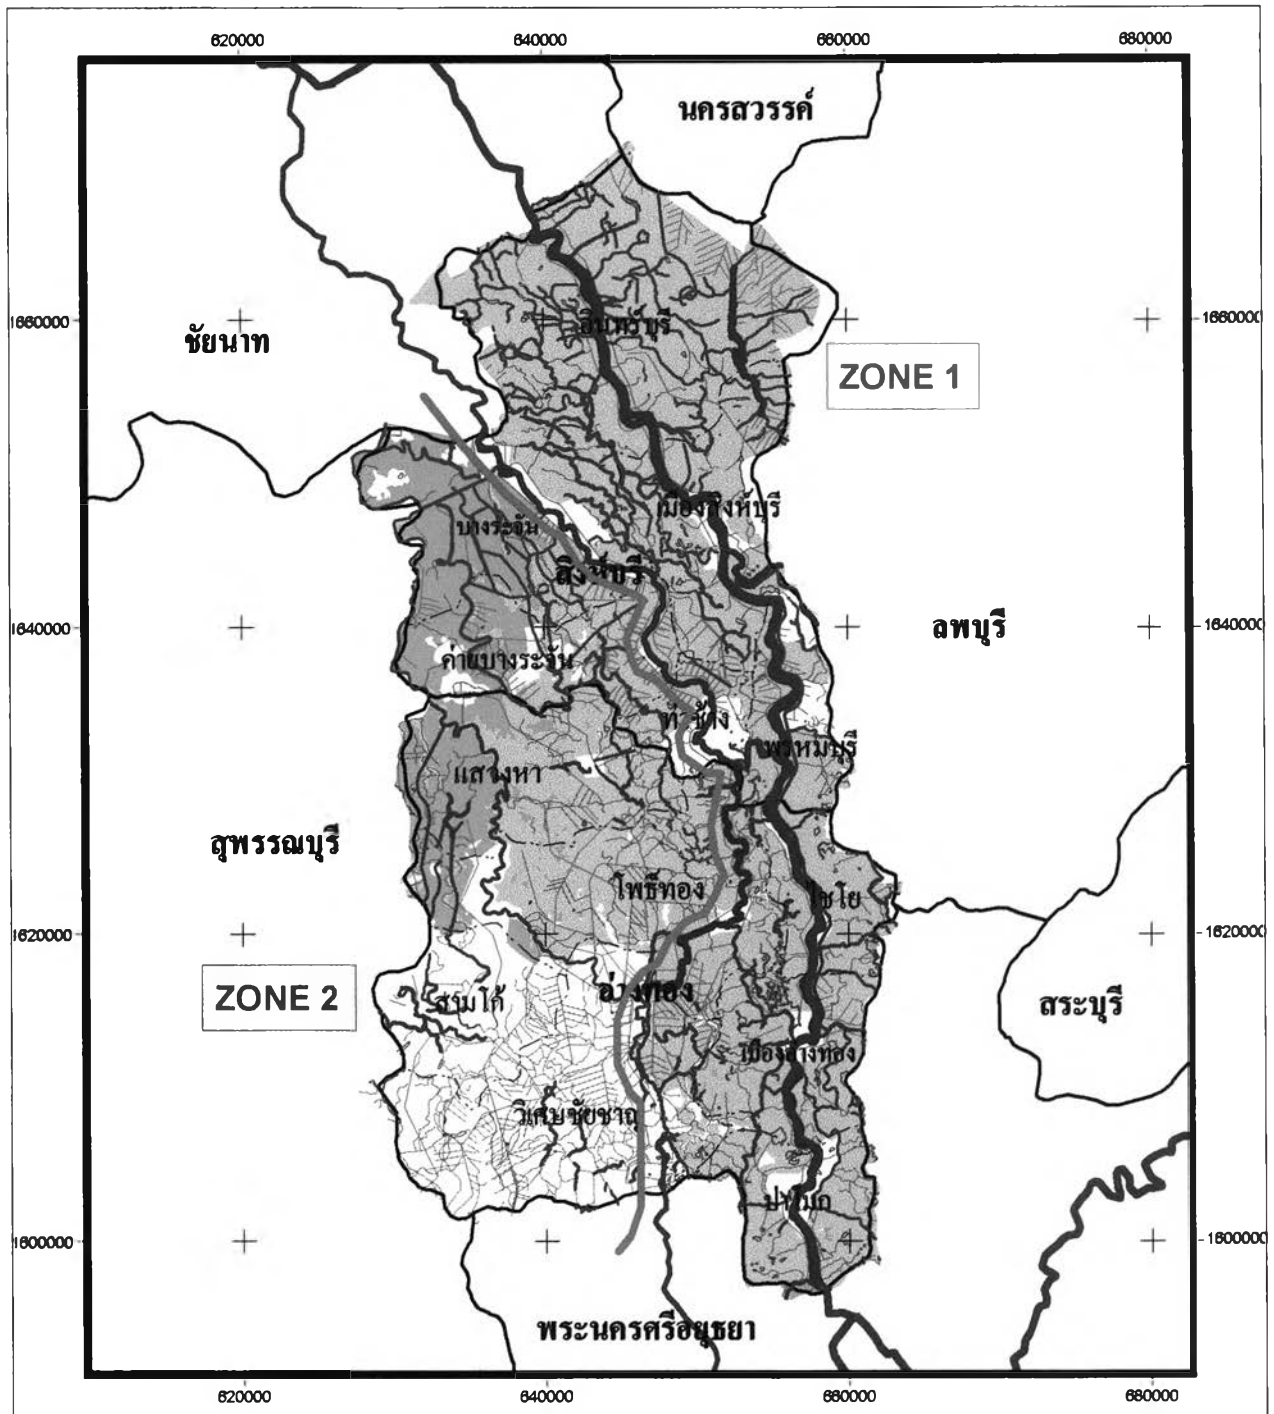 620000 640000 660000 680000
นครสวรรค์
1660000 1660000
อินทร์บุรี
ชัยนาท
ZONE 1
เมืองสิงห์บุรี
บางระจัน
สิงห์บุรี
1640000 1640000
ลพบุรี
ค่ายบางระจัน
ท่าช้าง
พรหมบุรี
แสวงหา
สุพรรณบุรี
โพธิ์ทอง
ไชโย
1620000 1620000
ZONE 2
สามโก้
อ่างทอง
สระบุรี
เมืองอ่างทอง
วิเศษชัยชาญ
ป่าโมก
1600000 1600000
พระนครศรีอยุธยา
620000 640000 660000 680000